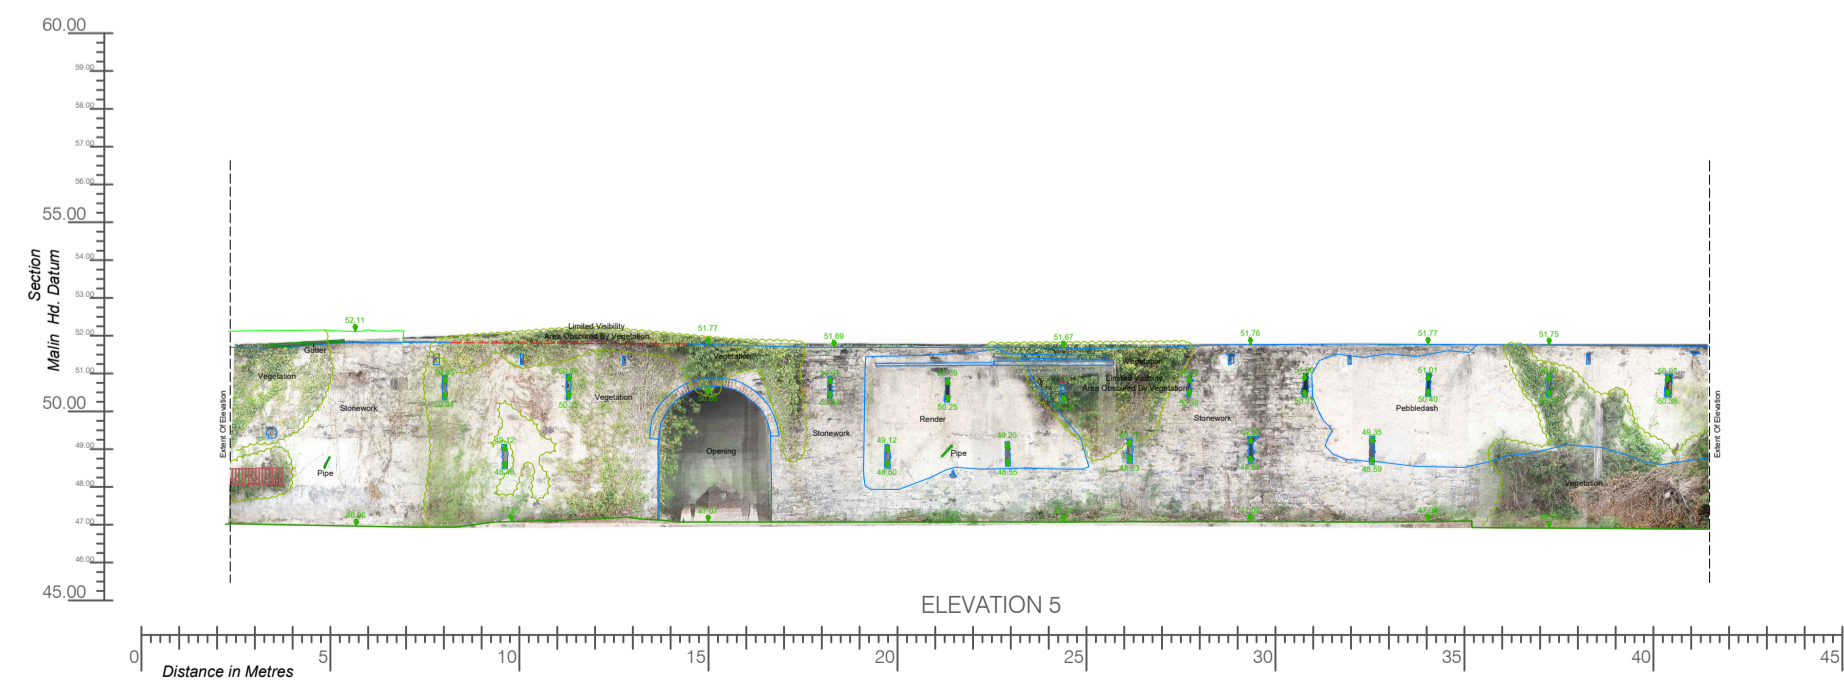 60.00
59.00
58.00
57.00
56.00
55.00
54.00
53.00
52.00
51.00
50.00
49.00
48.00
47.00
46.00
45.00
Section
Malin Hd. Datum
Extent Of Elevation
52.11
Limited Visibility
Area Obscured By Vegetation
51.77
51.69
51.67
51.76
51.77
51.75
Gutter
Vegetation
Vegetation
Vegetation
Limited Visibility
Area Obscured By Vegetation
Stonework
Vegetation
50.25
51.01
50.40
Pebbledash
Render
Stonework
Stonework
Opening
49.12
49.12
48.50
49.20
48.55
49.35
48.59
Pipe
Pipe
Vegetation
Extent Of Elevation
ELEVATION 5
0 5 10 15 20 25 30 35 40 45
Distance in Metres